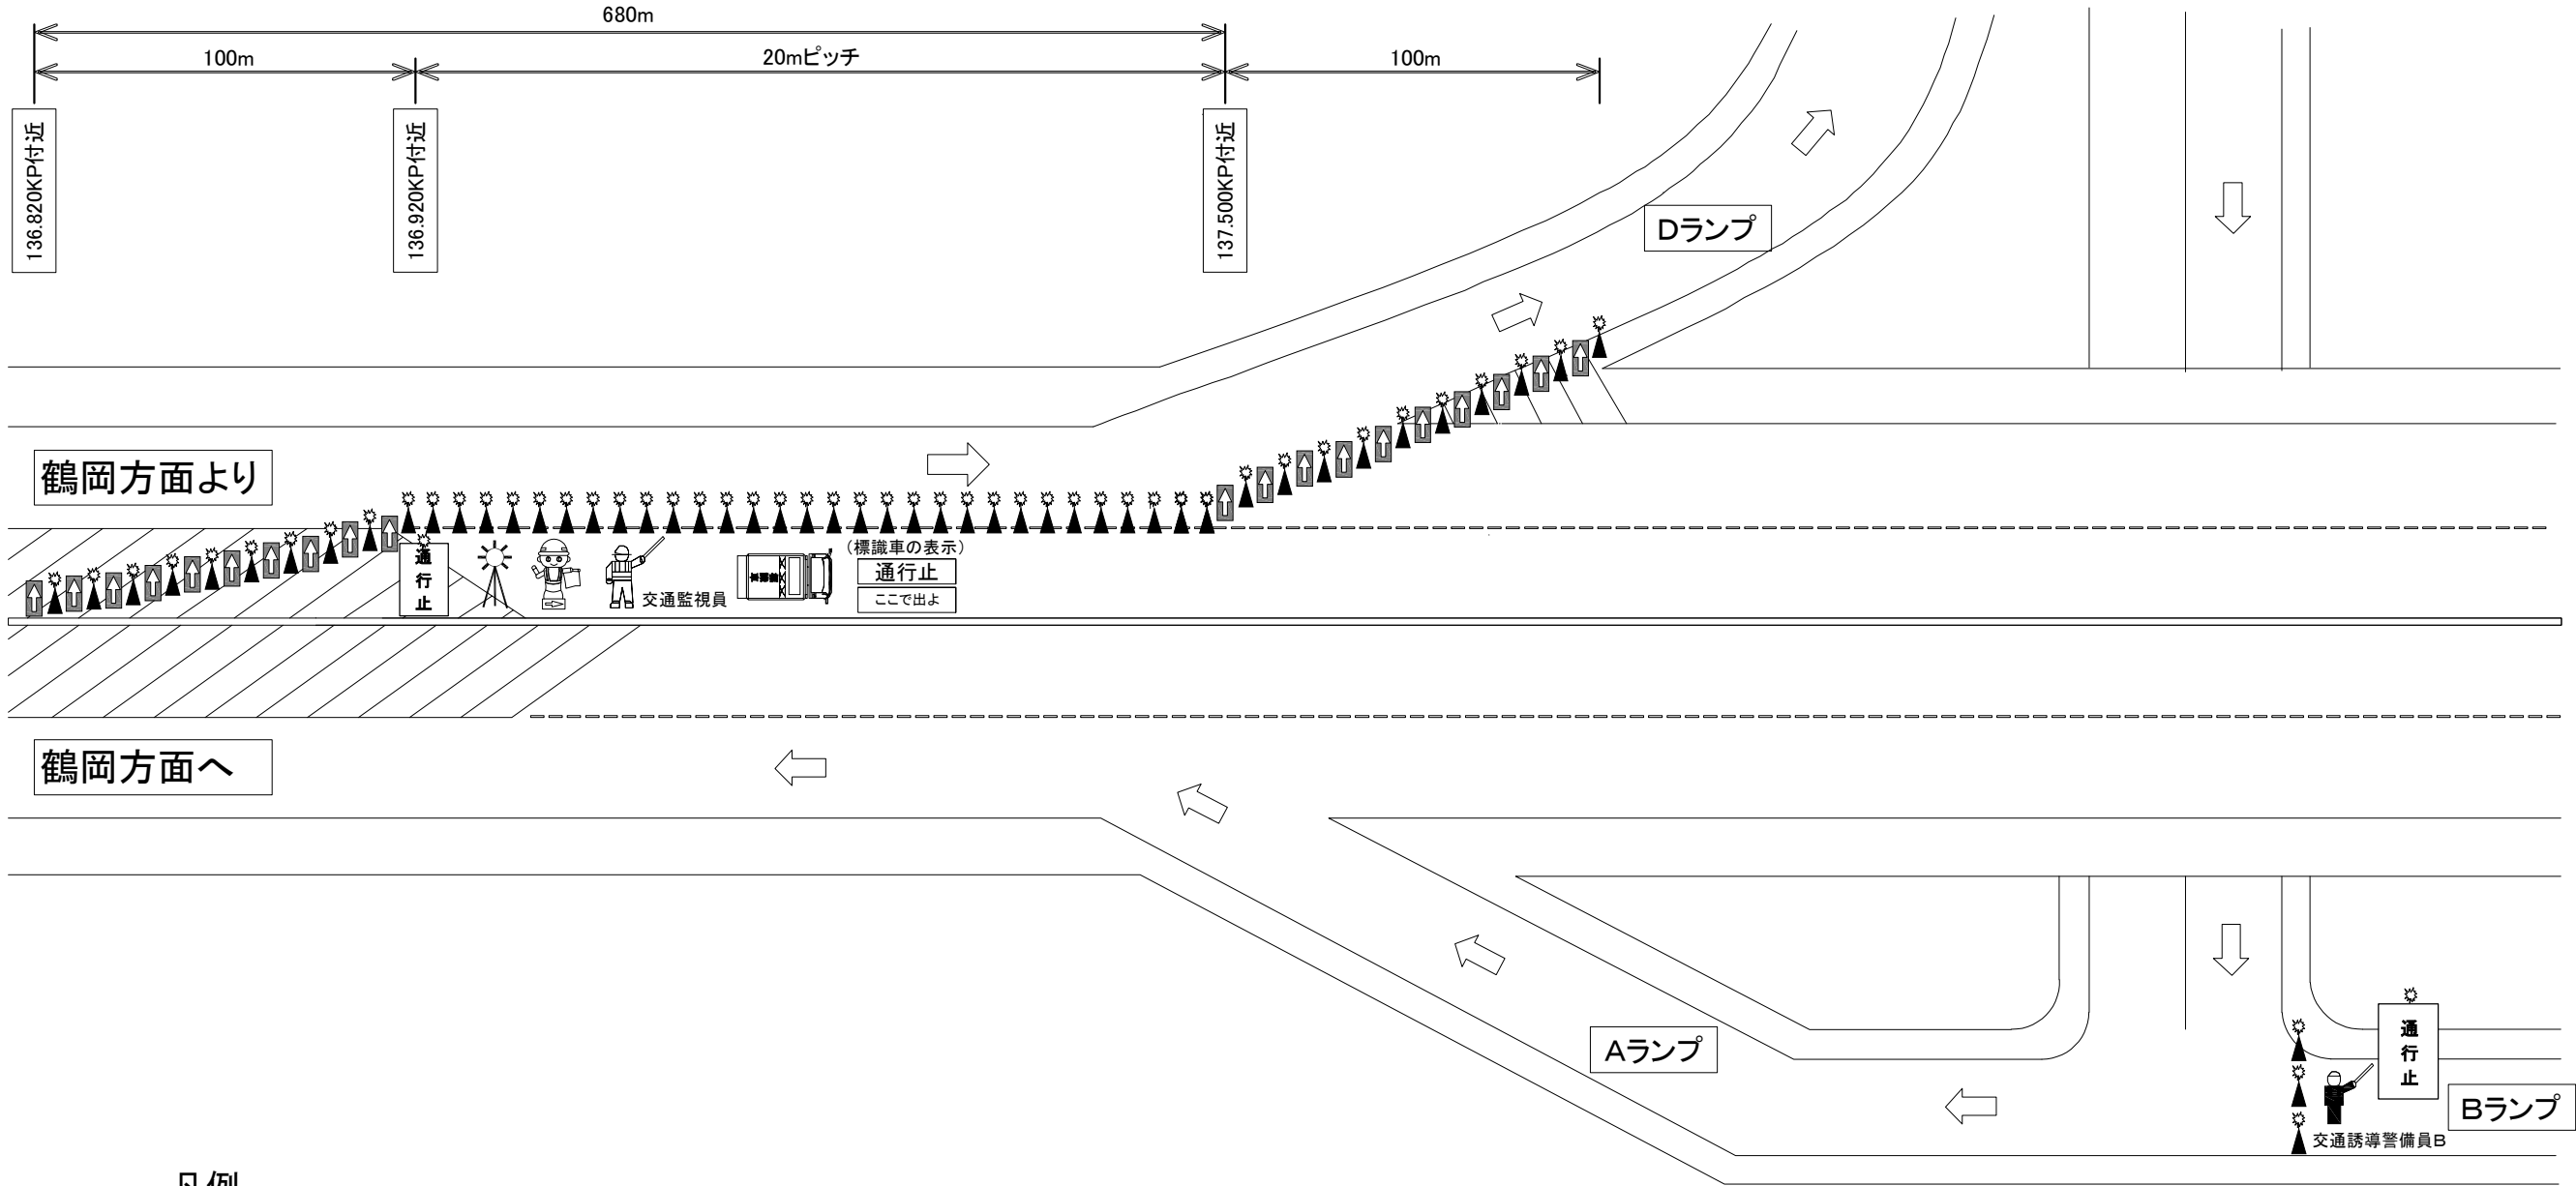 680m
100m
20mピッチ
100m
136.820KP付近
136.920KP付近
137.500KP付近
Dランプ
鶴岡方面より
通行止
交通監視員
(標識車の表示)
通行止
ここで出よ
鶴岡方面へ
Aランプ
通行止
Bランプ
交通誘導警備員B
凡例